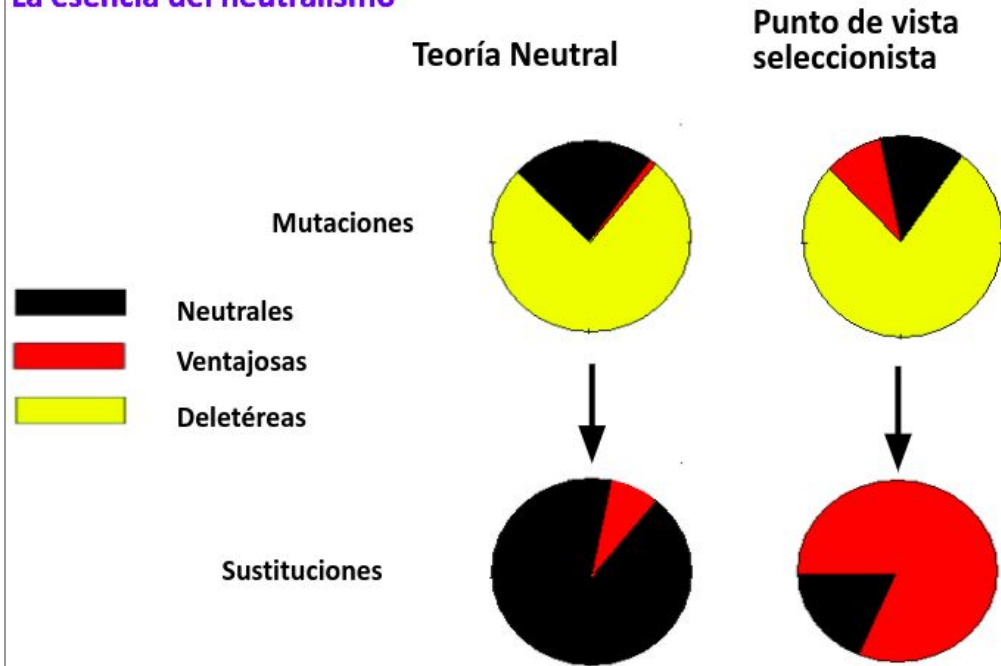 La esencia del neutralismo
Teoría Neutral
Punto de vista
seleccionista
Mutaciones
Neutrales
Ventajosas
Deletéreas
Sustituciones